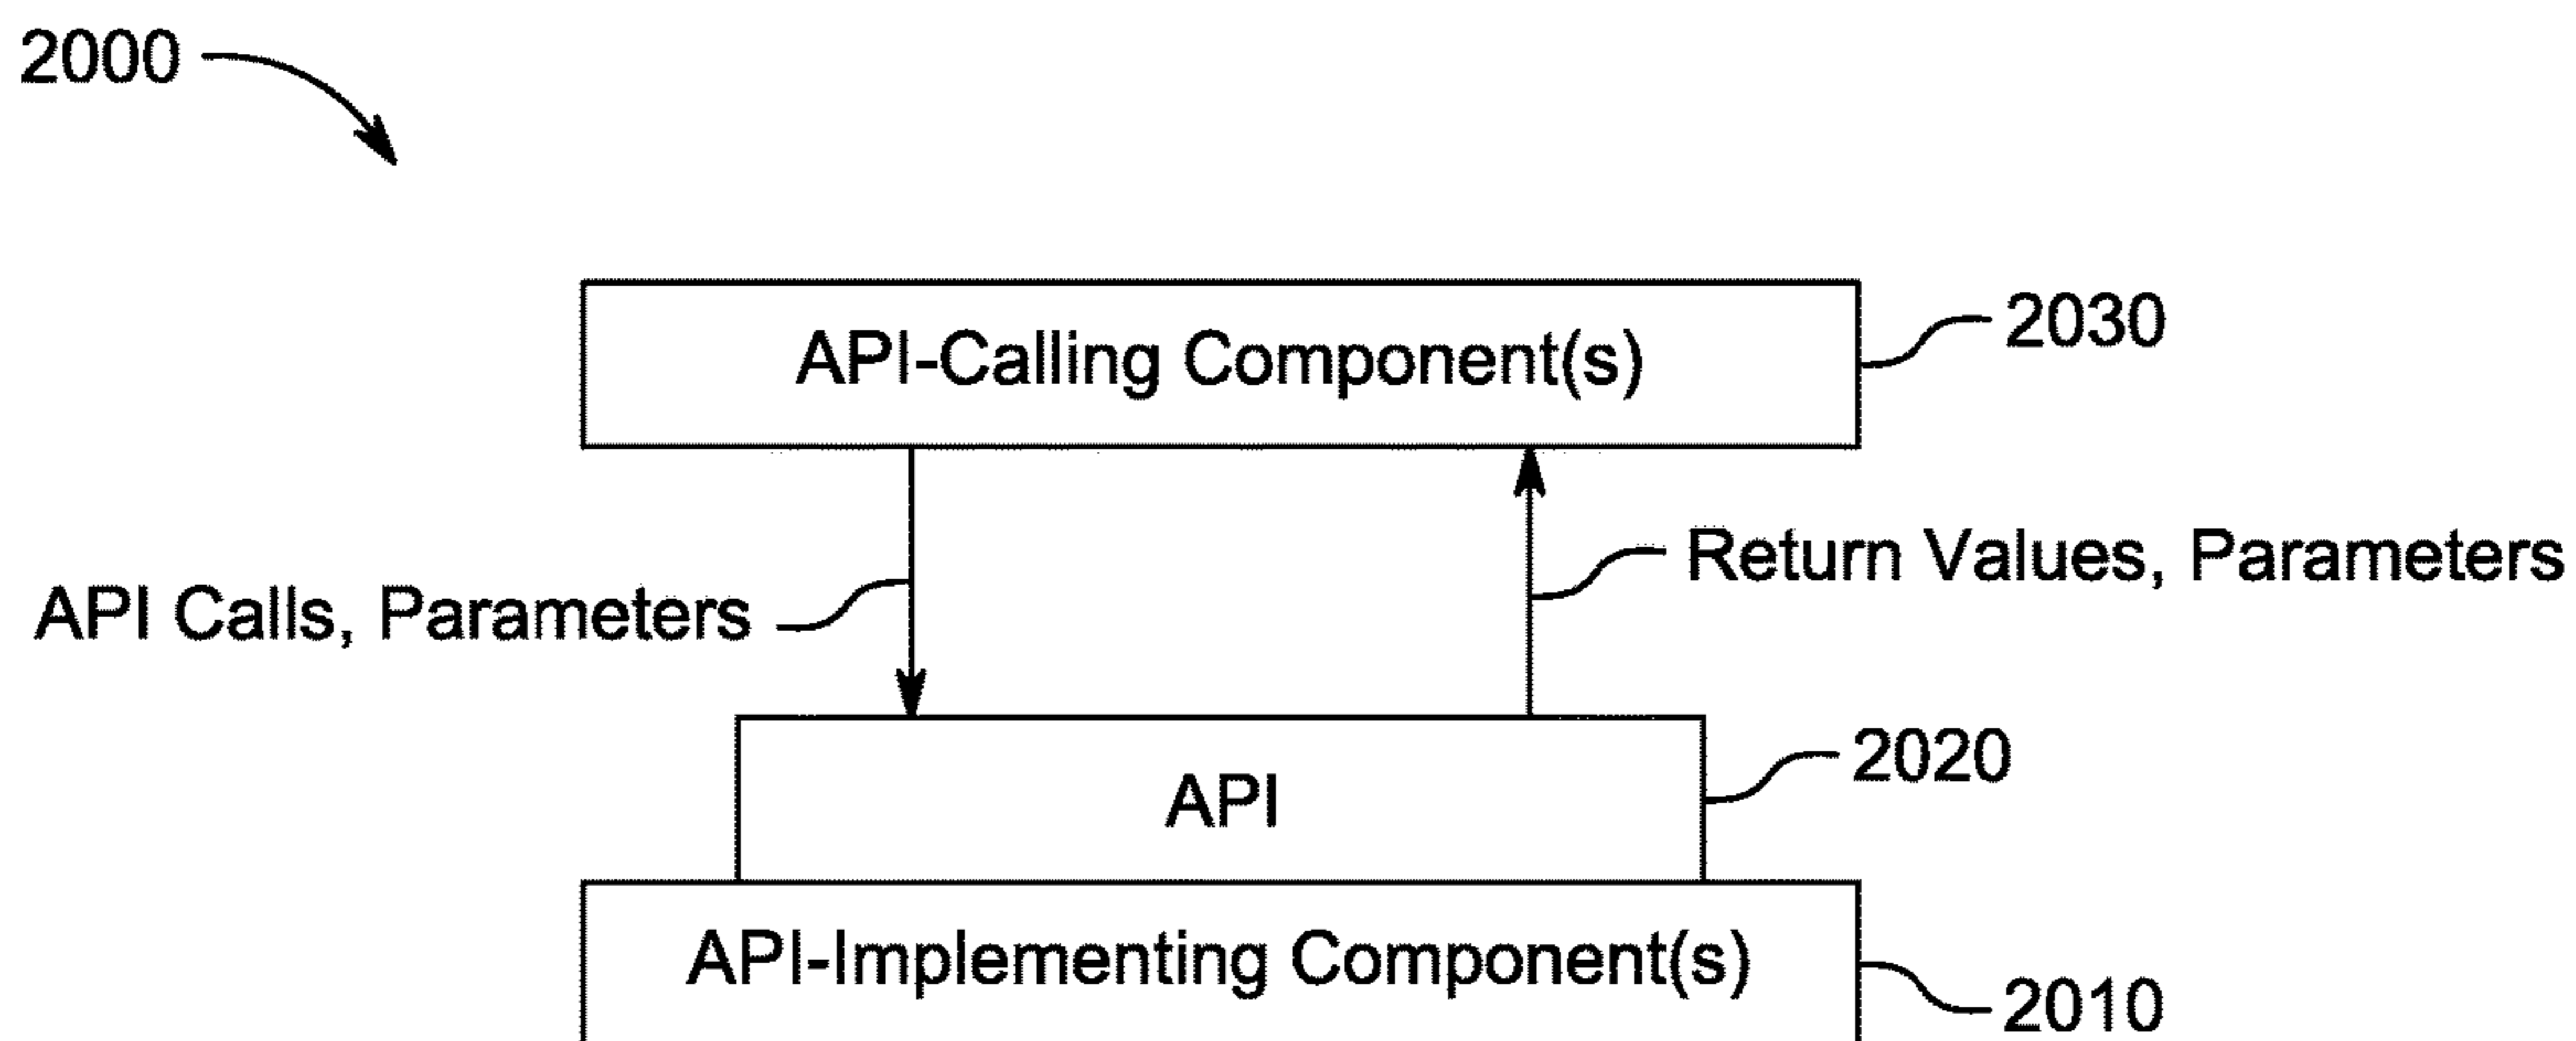 2000
API-Calling Component(s)
2030
Return Values, Parameters
API Calls, Parameters
2020
API
API-Implementing Component(s)
2010